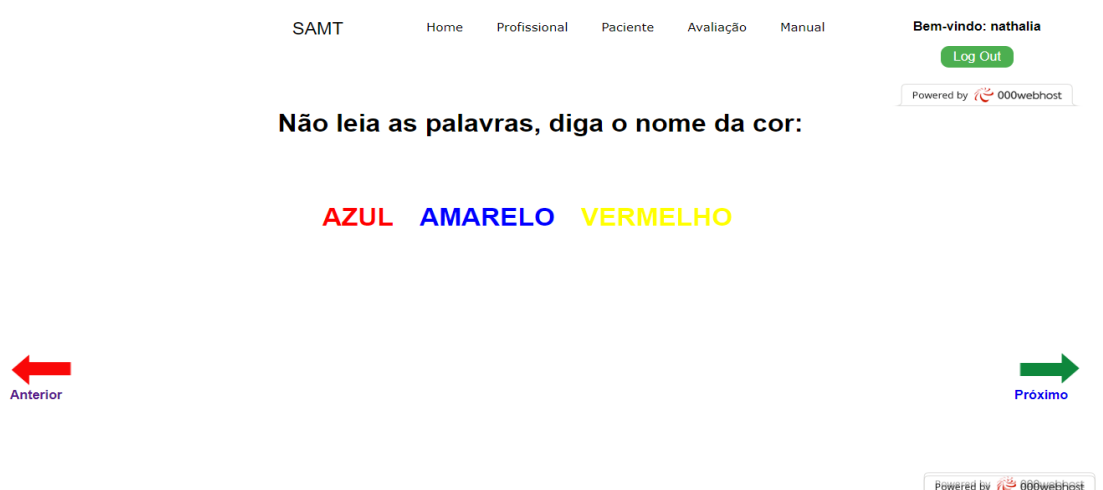 SAMT Home Profissional Paciente Avaliação Manual Bem-vindo: nathalia
Log Out
Powered by 000webhost
Não leia as palavras, diga o nome da cor:
AZUL AMARELO VERMELHO
Anterior Próximo
Powered by 000webhost